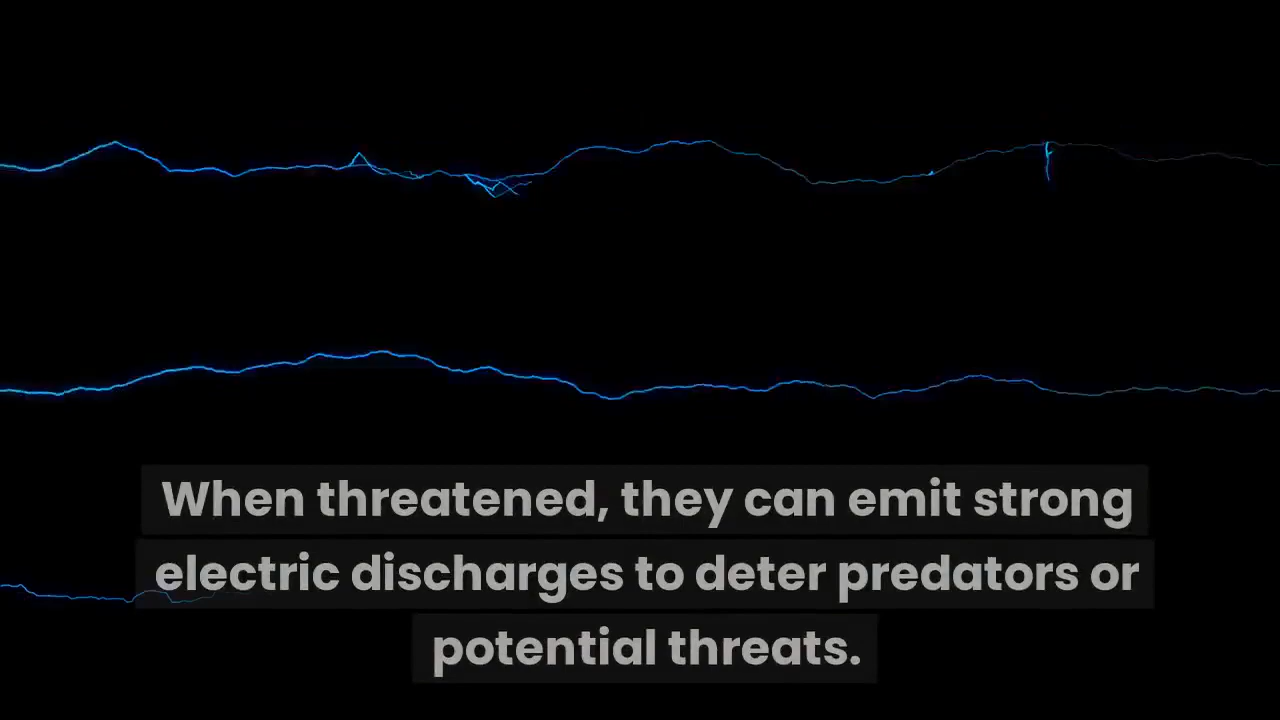 When threatened, they can emit strong
electric discharges to deter predators or
potential threats.